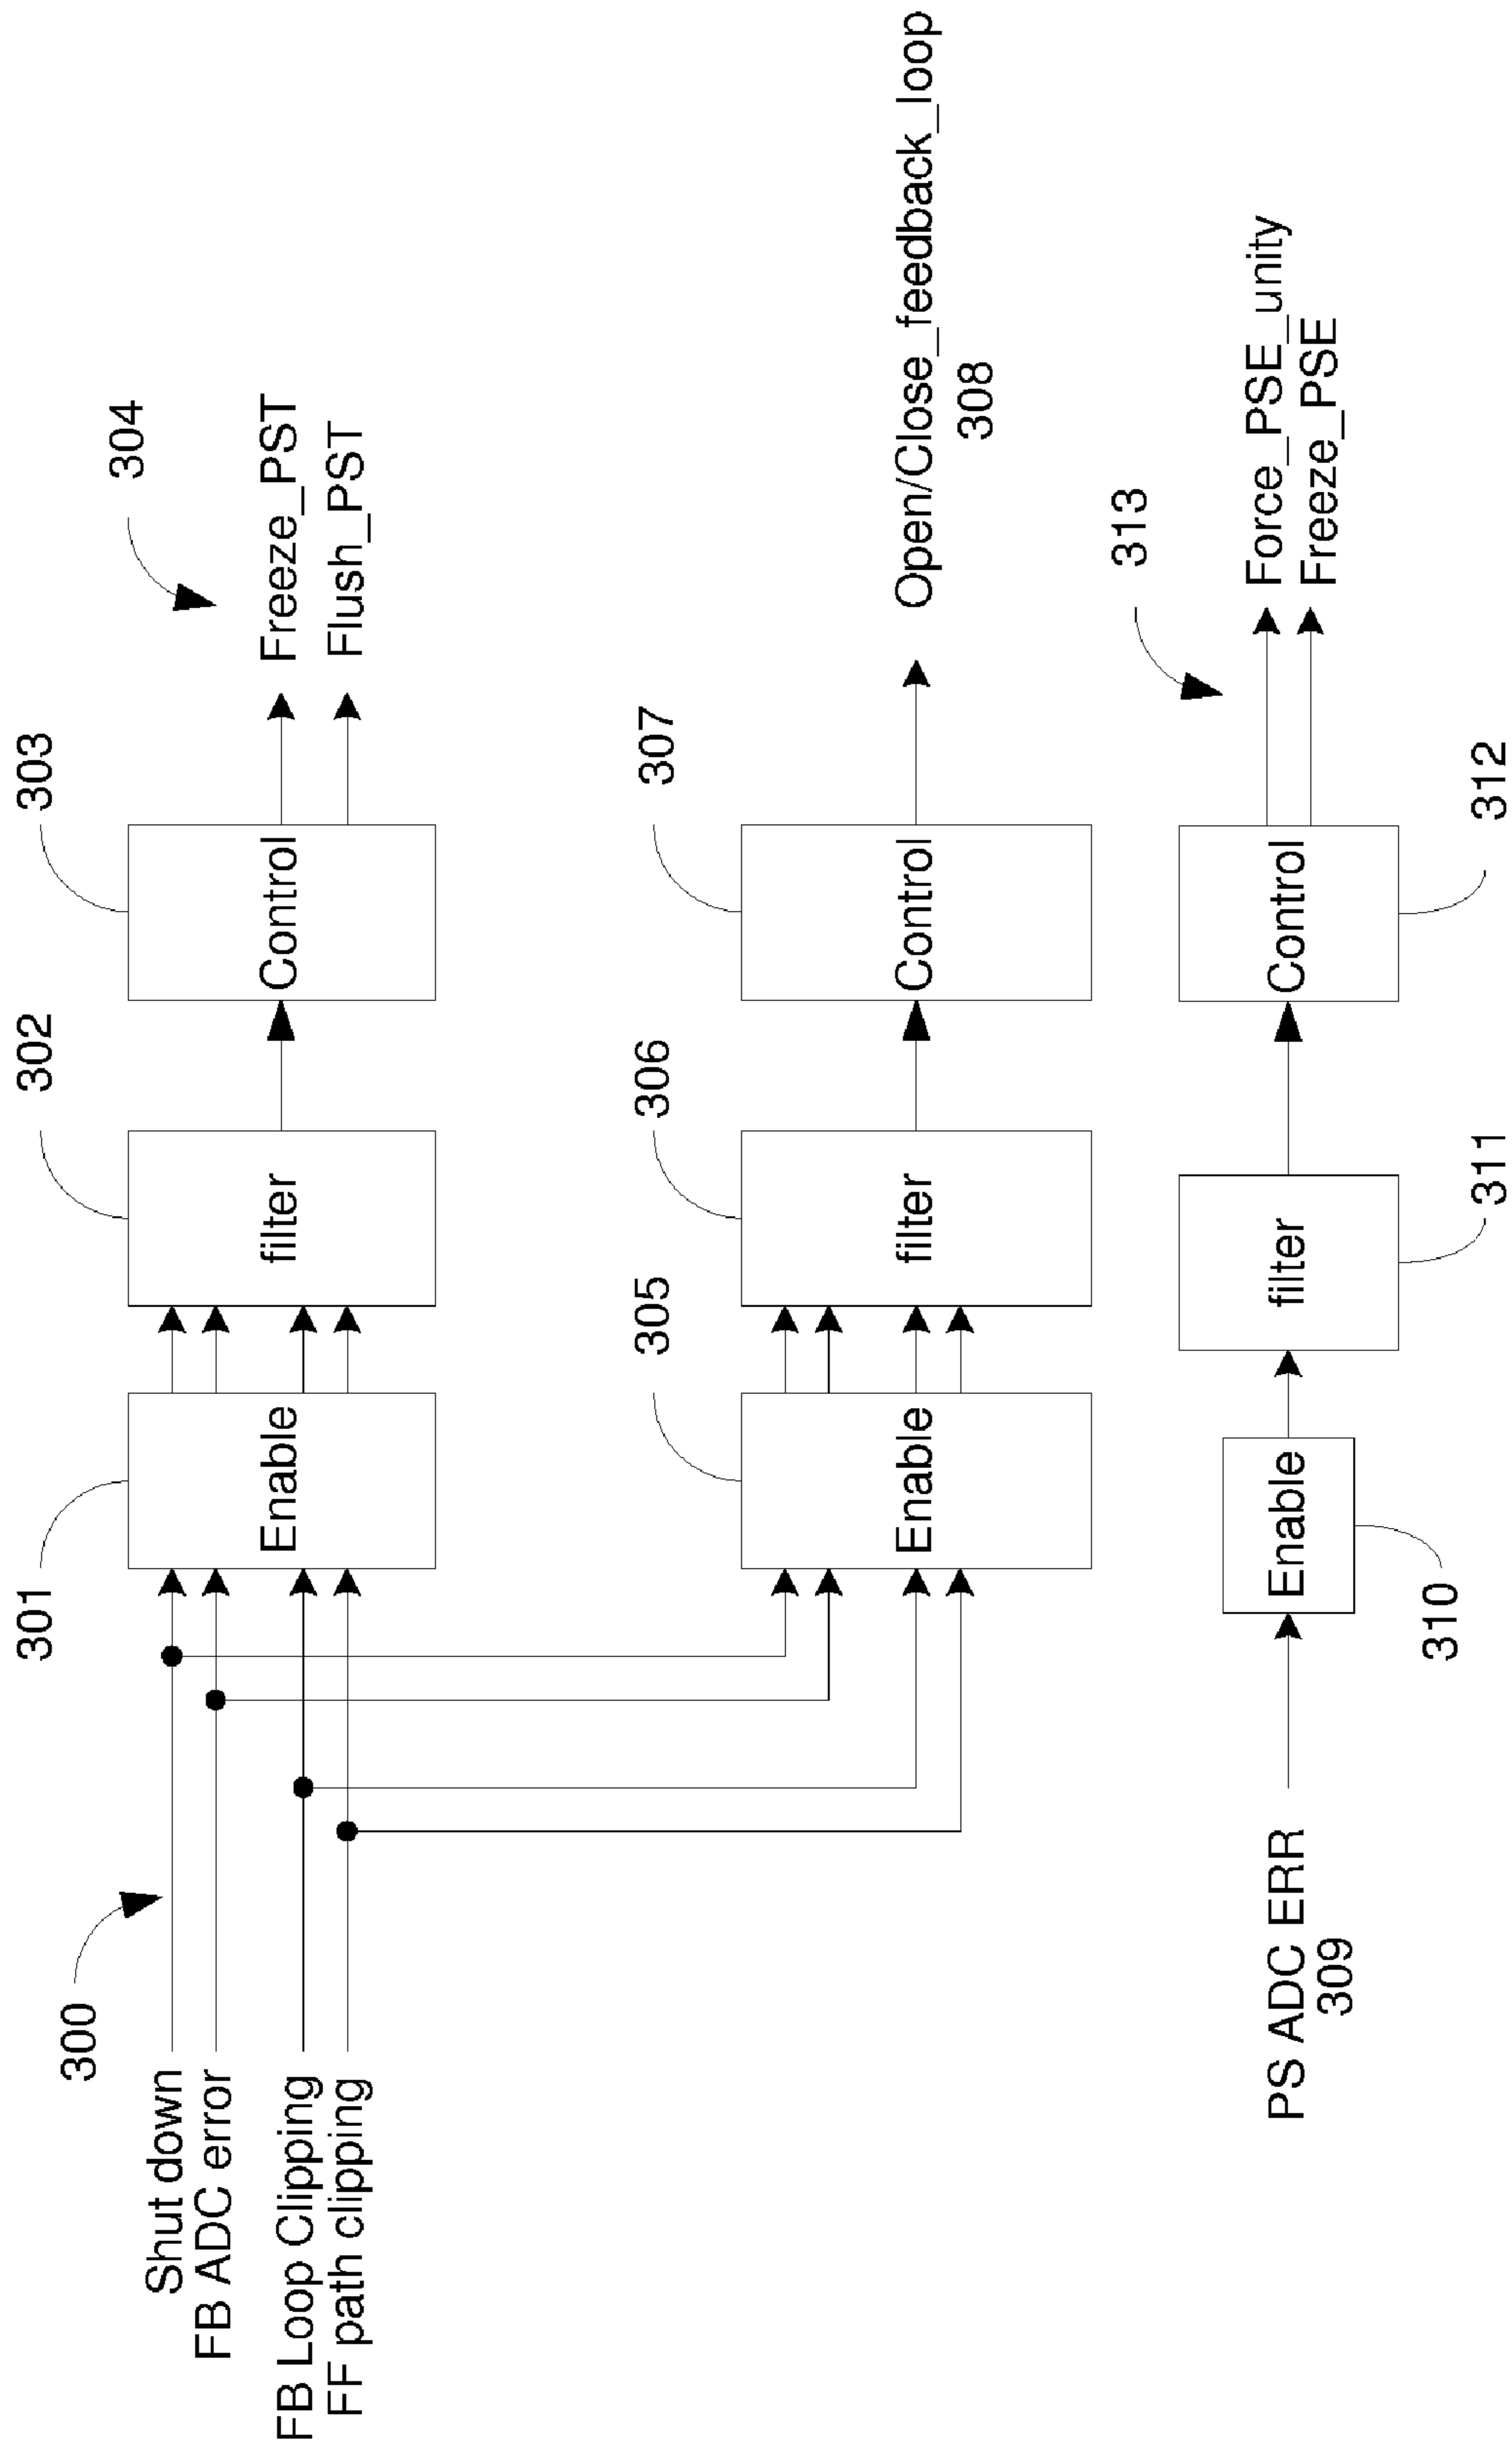 304
Freeze_PST
Flush_PST
303
Control
302
filter
301
Enable
300
Shut down
FB ADC error
FB Loop Clipping
FF path clipping
Open/Close_feedback_loop
308
307
Control
306
filter
305
Enable
313
Force_PSE_unity
Freeze_PSE
Control
312
filter
311
Enable
310
PS ADC ERR
309